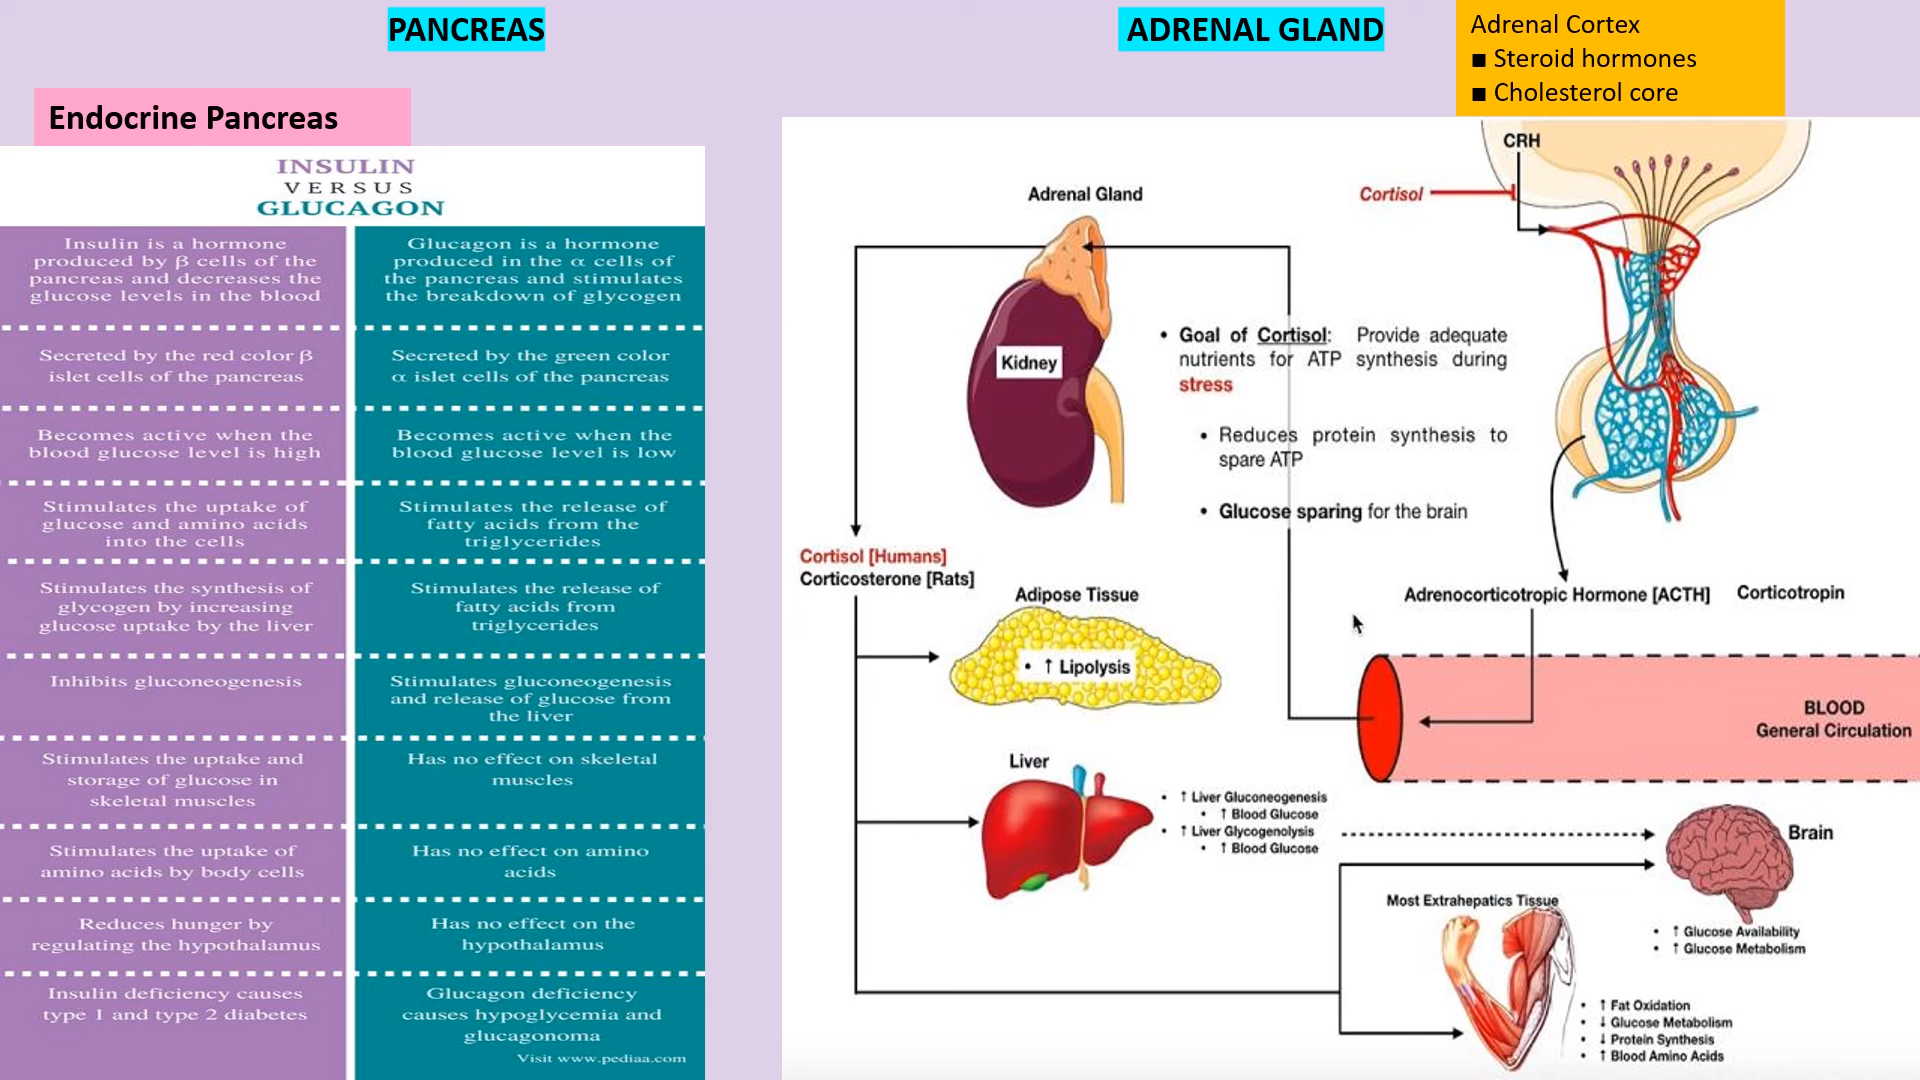 PANCREAS
ADRENAL GLAND
Adrenal Cortex
■ Steroid hormones
■ Cholesterol core
Endocrine Pancreas
INSULIN
VERSUS
GLUCAGON
Insulin is a hormone
produced by β cells of the
pancreas and decreases the
glucose levels in the blood
Glucagon is a hormone
produced in the α cells of
the pancreas and stimulates
the breakdown of glycogen
Secreted by the red color β
islet cells of the pancreas
Secreted by the green color
α islet cells of the pancreas
Becomes active when the
blood glucose level is high
Becomes active when the
blood glucose level is low
Stimulates the uptake of
glucose and amino acids
into the cells
Stimulates the release of
fatty acids from the
triglycerides
Stimulates the synthesis of
glycogen by increasing
glucose uptake by the liver
Stimulates the release of
fatty acids from
triglycerides
Inhibits gluconeogenesis
Stimulates gluconeogenesis
and release of glucose from
the liver
Stimulates the uptake and
storage of glucose in
skeletal muscles
Has no effect on skeletal
muscles
Stimulates the uptake of
amino acids by body cells
Has no effect on amino
acids
Reduces hunger by
regulating the hypothalamus
Has no effect on the
hypothalamus
Insulin deficiency causes
type 1 and type 2 diabetes
Glucagon deficiency
causes hypoglycemia and
glucagonoma
Visit www.pediaa.com
CRH
Cortisol
Adrenal Gland
Kidney
• Goal of Cortisol: Provide adequate
nutrients for ATP synthesis during
stress
• Reduces protein synthesis to
spare ATP
• Glucose sparing for the brain
Cortisol [Humans]
Corticosterone [Rats]
Adrenocorticotropic Hormone [ACTH] Corticotropin
Adipose Tissue
• ↑ Lipolysis
BLOOD
General Circulation
Liver
• ↑ Liver Gluconeogenesis
• ↑ Blood Glucose
• ↑ Liver Glycogenolysis
• ↑ Blood Glucose
Brain
• ↑ Glucose Availability
• ↑ Glucose Metabolism
Most Extrahepatics Tissue
• ↑ Fat Oxidation
• ↓ Glucose Metabolism
• ↓ Protein Synthesis
• ↑ Blood Amino Acids